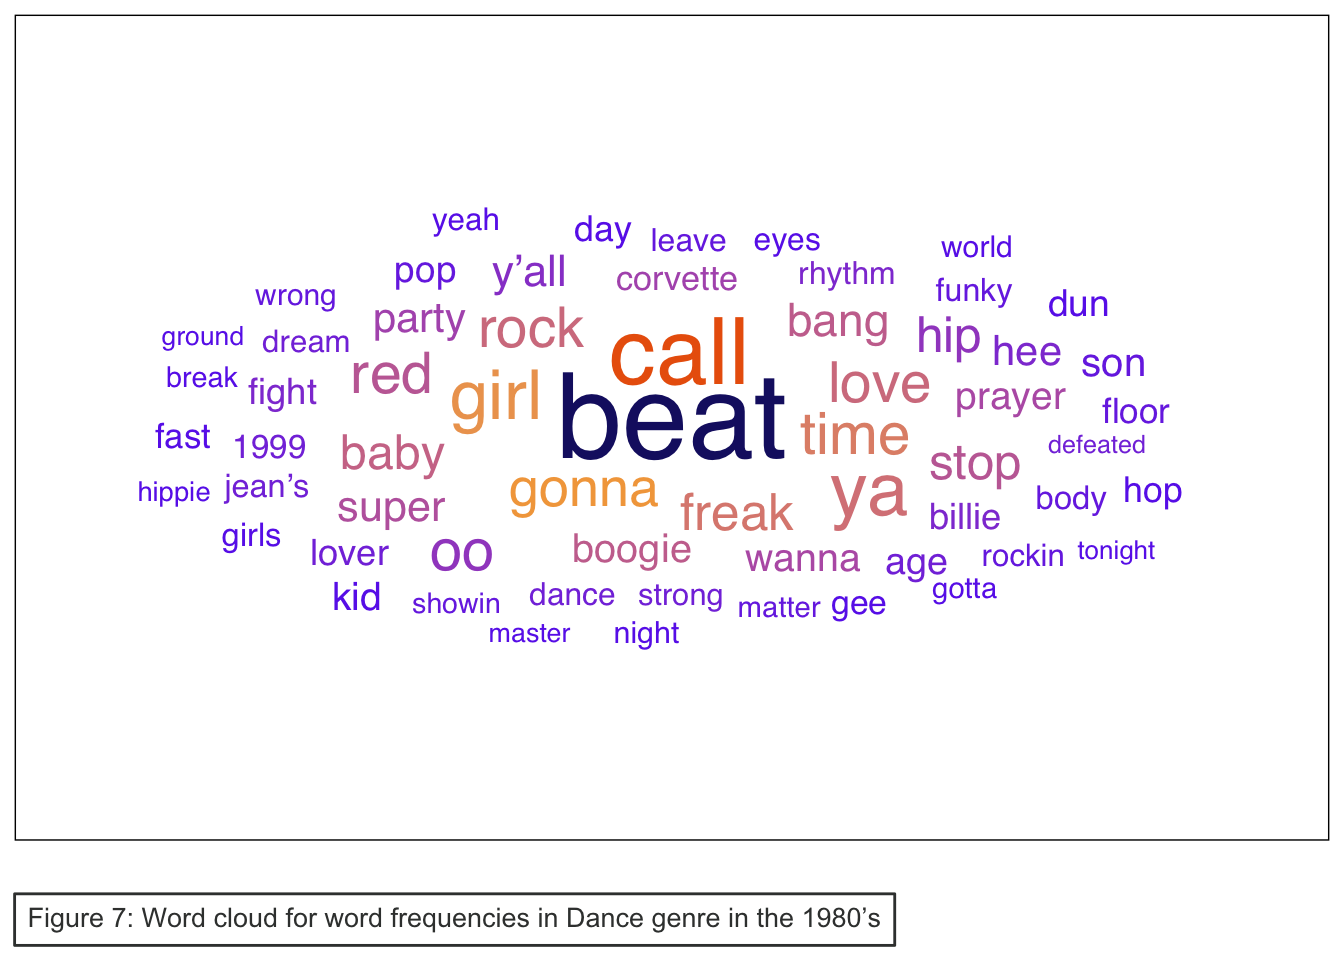 yeah day leave eyes world
pop y’all corvette rhythm funky
wrong party rock call bang hip dun
ground dream red hee son
break fight girl beat love prayer floor
fast 1999 baby time stop defeated
hippie jean’s super gonna freak ya billie body hop
girls lover oo boogie wanna age rockin tonight
kid showin dance strong matter gee gotta
master night
Figure 7: Word cloud for word frequencies in Dance genre in the 1980’s